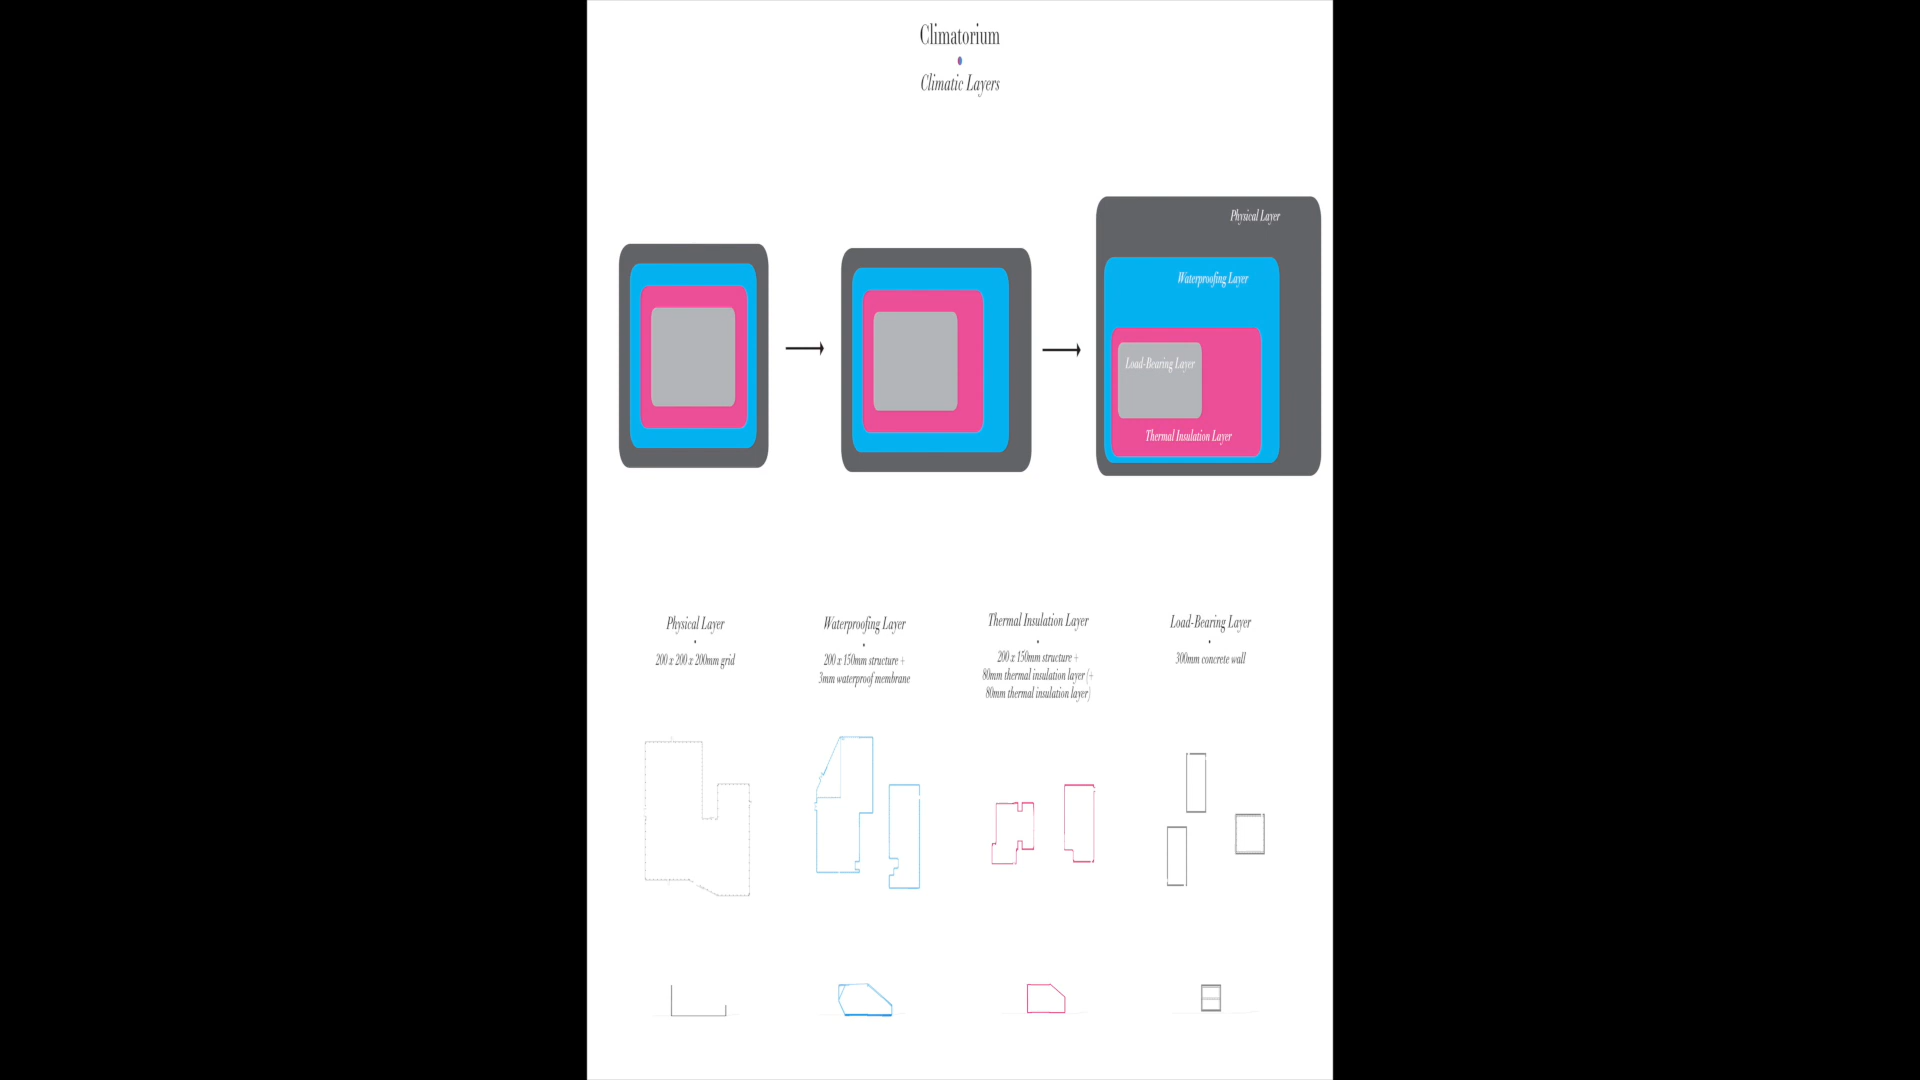 Climatorium
Climatic Layers
Physical Layer
Waterproofing Layer
Load-Bearing Layer
Thermal Insulation Layer
Physical Layer
200 x 200 x 200mm grid
Waterproofing Layer
200 x 150mm structure +
3mm waterproof membrane
Thermal Insulation Layer
200 x 150mm structure +
80mm thermal insulation layer (+
80mm thermal insulation layer)
Load-Bearing Layer
300mm concrete wall